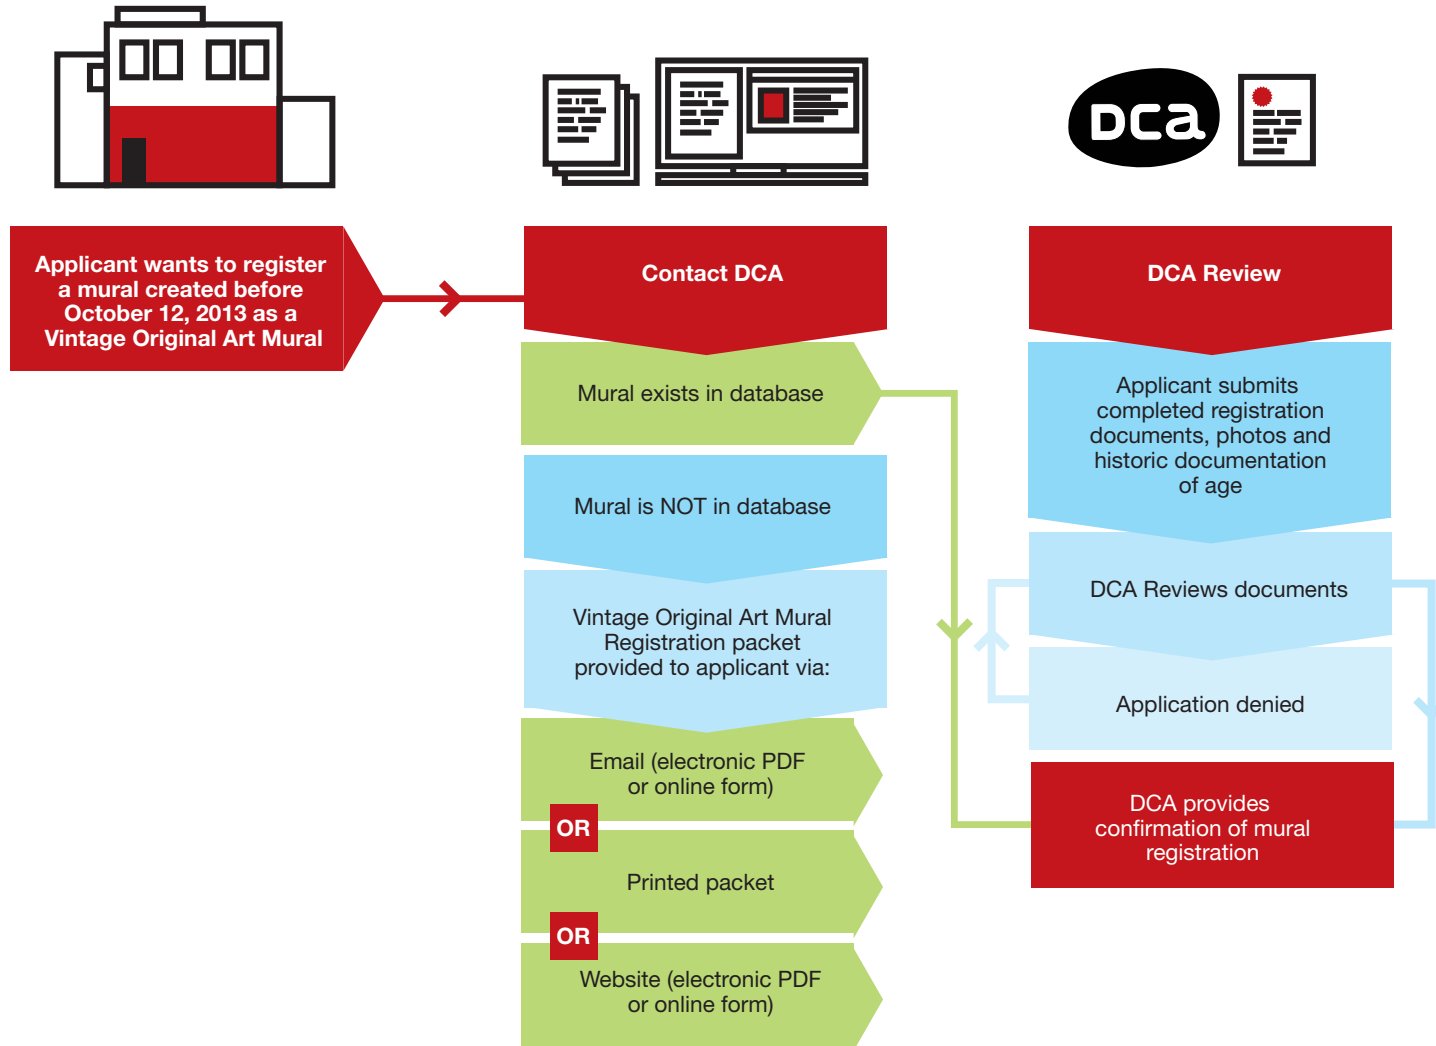 DCa
Applicant wants to register
a mural created before
October 12, 2013 as a
Vintage Original Art Mural
Contact DCA
Mural exists in database
Mural is NOT in database
Vintage Original Art Mural
Registration packet
provided to applicant via:
Email (electronic PDF
or online form)
OR
Printed packet
OR
Website (electronic PDF
or online form)
DCA Review
Applicant submits
completed registration
documents, photos and
historic documentation
of age
DCA Reviews documents
Application denied
DCA provides
confirmation of mural
registration